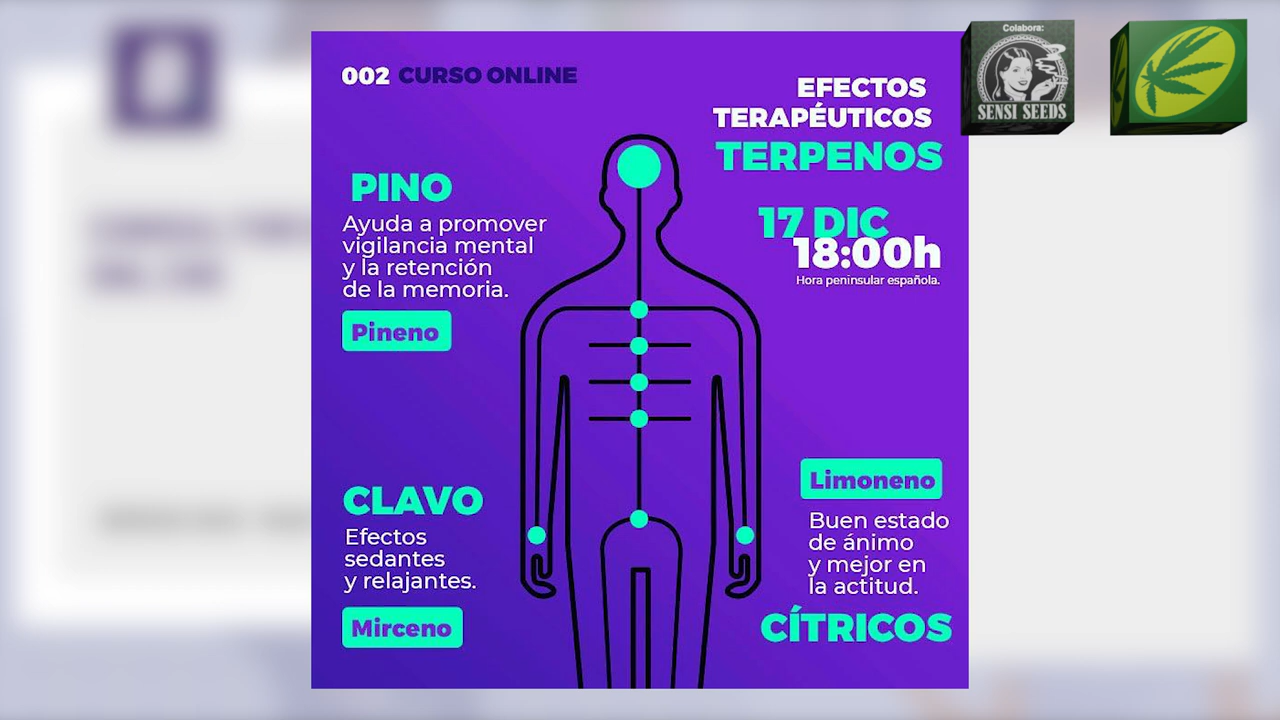 002 CURSO ONLINE
EFECTOS
TERAPÉUTICOS
TERPENOS
17 DIC
18:00h
Hora peninsular española.
PINO
Ayuda a promover
vigilancia mental
y la retención
de la memoria.
Pineno
CLAVO
Efectos
sedantes
y relajantes.
Mirceno
Limoneno
Buen estado
de ánimo
y mejor en
la actitud.
CÍTRICOS
Colabora:
SENSI SEEDS